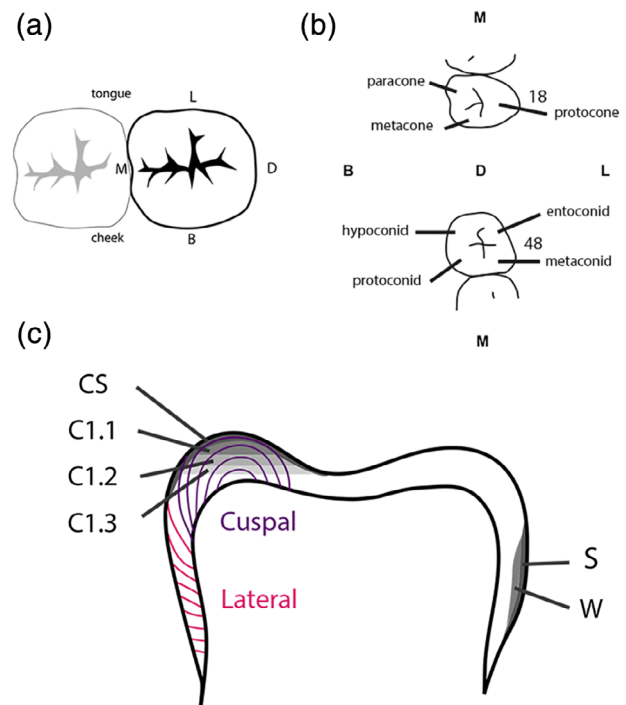 (a)
tongue
L
M
D
cheek
B
(b)
M
paracone
18
protocone
metacone
B
D
L
entoconid
hypoconid
48
metaconid
protoconid
M
(c)
CS
C1.1
C1.2
C1.3
Cuspal
Lateral
S
W